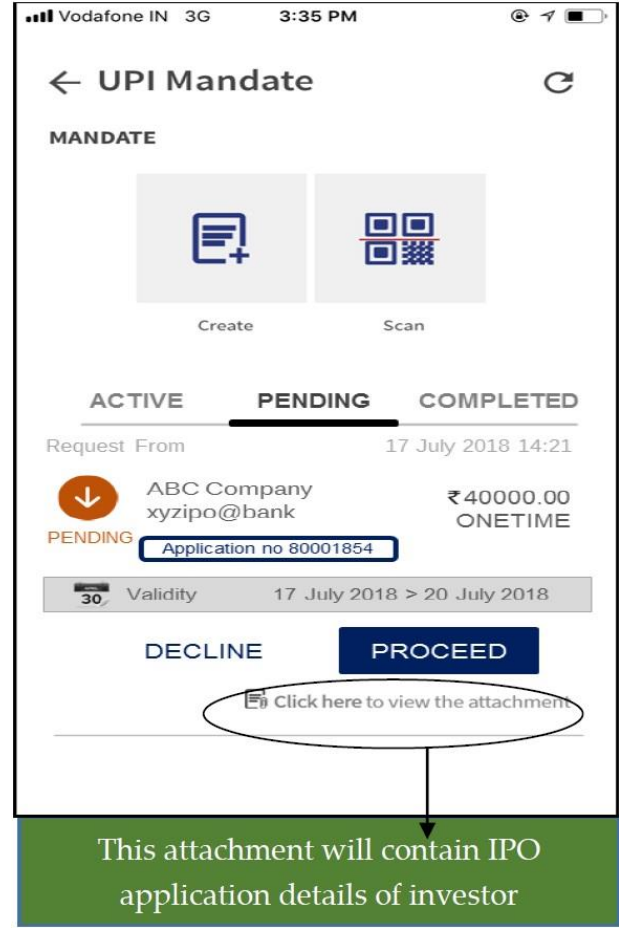 Vodafone IN 3G 3:35 PM
← UPI Mandate
MANDATE
Create Scan
ACTIVE PENDING COMPLETED
Request From 17 July 2018 14:21
ABC Company ₹40000.00
xyzipo@bank ONETIME
PENDING
Application no 80001854
30 Validity 17 July 2018 > 20 July 2018
DECLINE PROCEED
Click here to view the attachment
This attachment will contain IPO
application details of investor